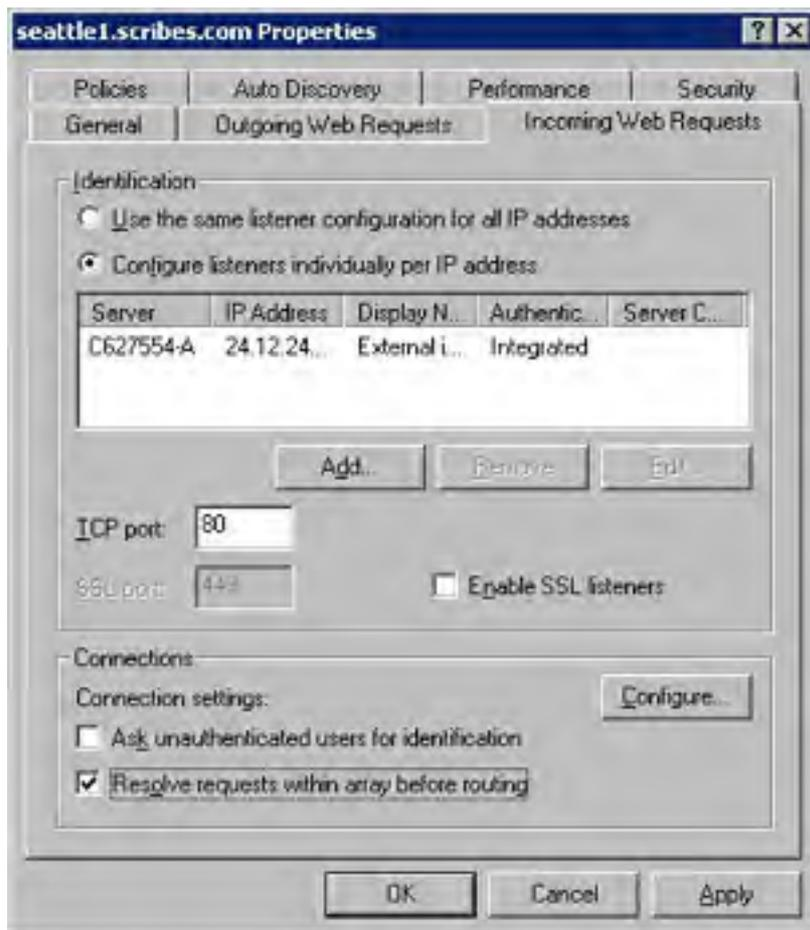 seattle1.scribes.com Properties
Policies Auto Discovery Performance Security
General Outgoing Web Requests Incoming Web Requests
Identification
Use the same listener configuration for all IP addresses
Configure listeners individually per IP address
Server IP Address Display N... Authentic... Server C...
C627554-A 24.12.24.... External i... Integrated
Add... Remove Edit...
TCP port: 80
SSL port: 443 Enable SSL listeners
Connections
Connection settings: Configure...
Ask unauthenticated users for identification
Resolve requests within array before routing
OK Cancel Apply